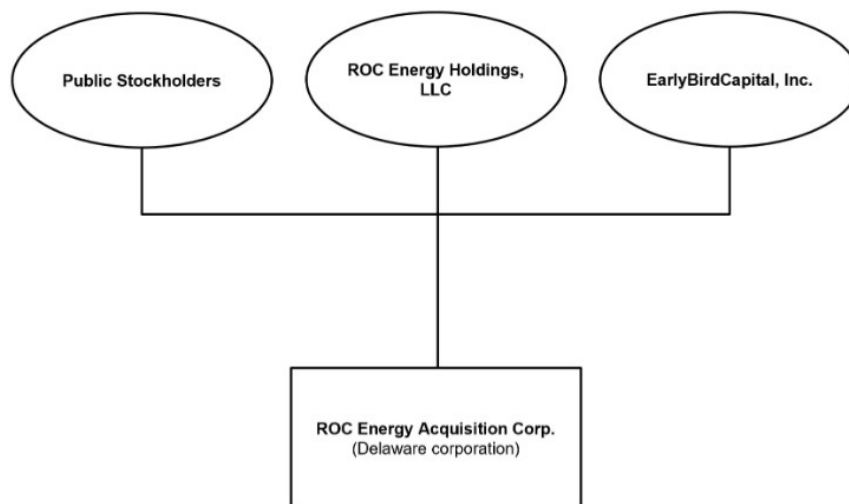 Public Stockholders
ROC Energy Holdings,
LLC
EarlyBirdCapital, Inc.
ROC Energy Acquisition Corp.
(Delaware corporation)